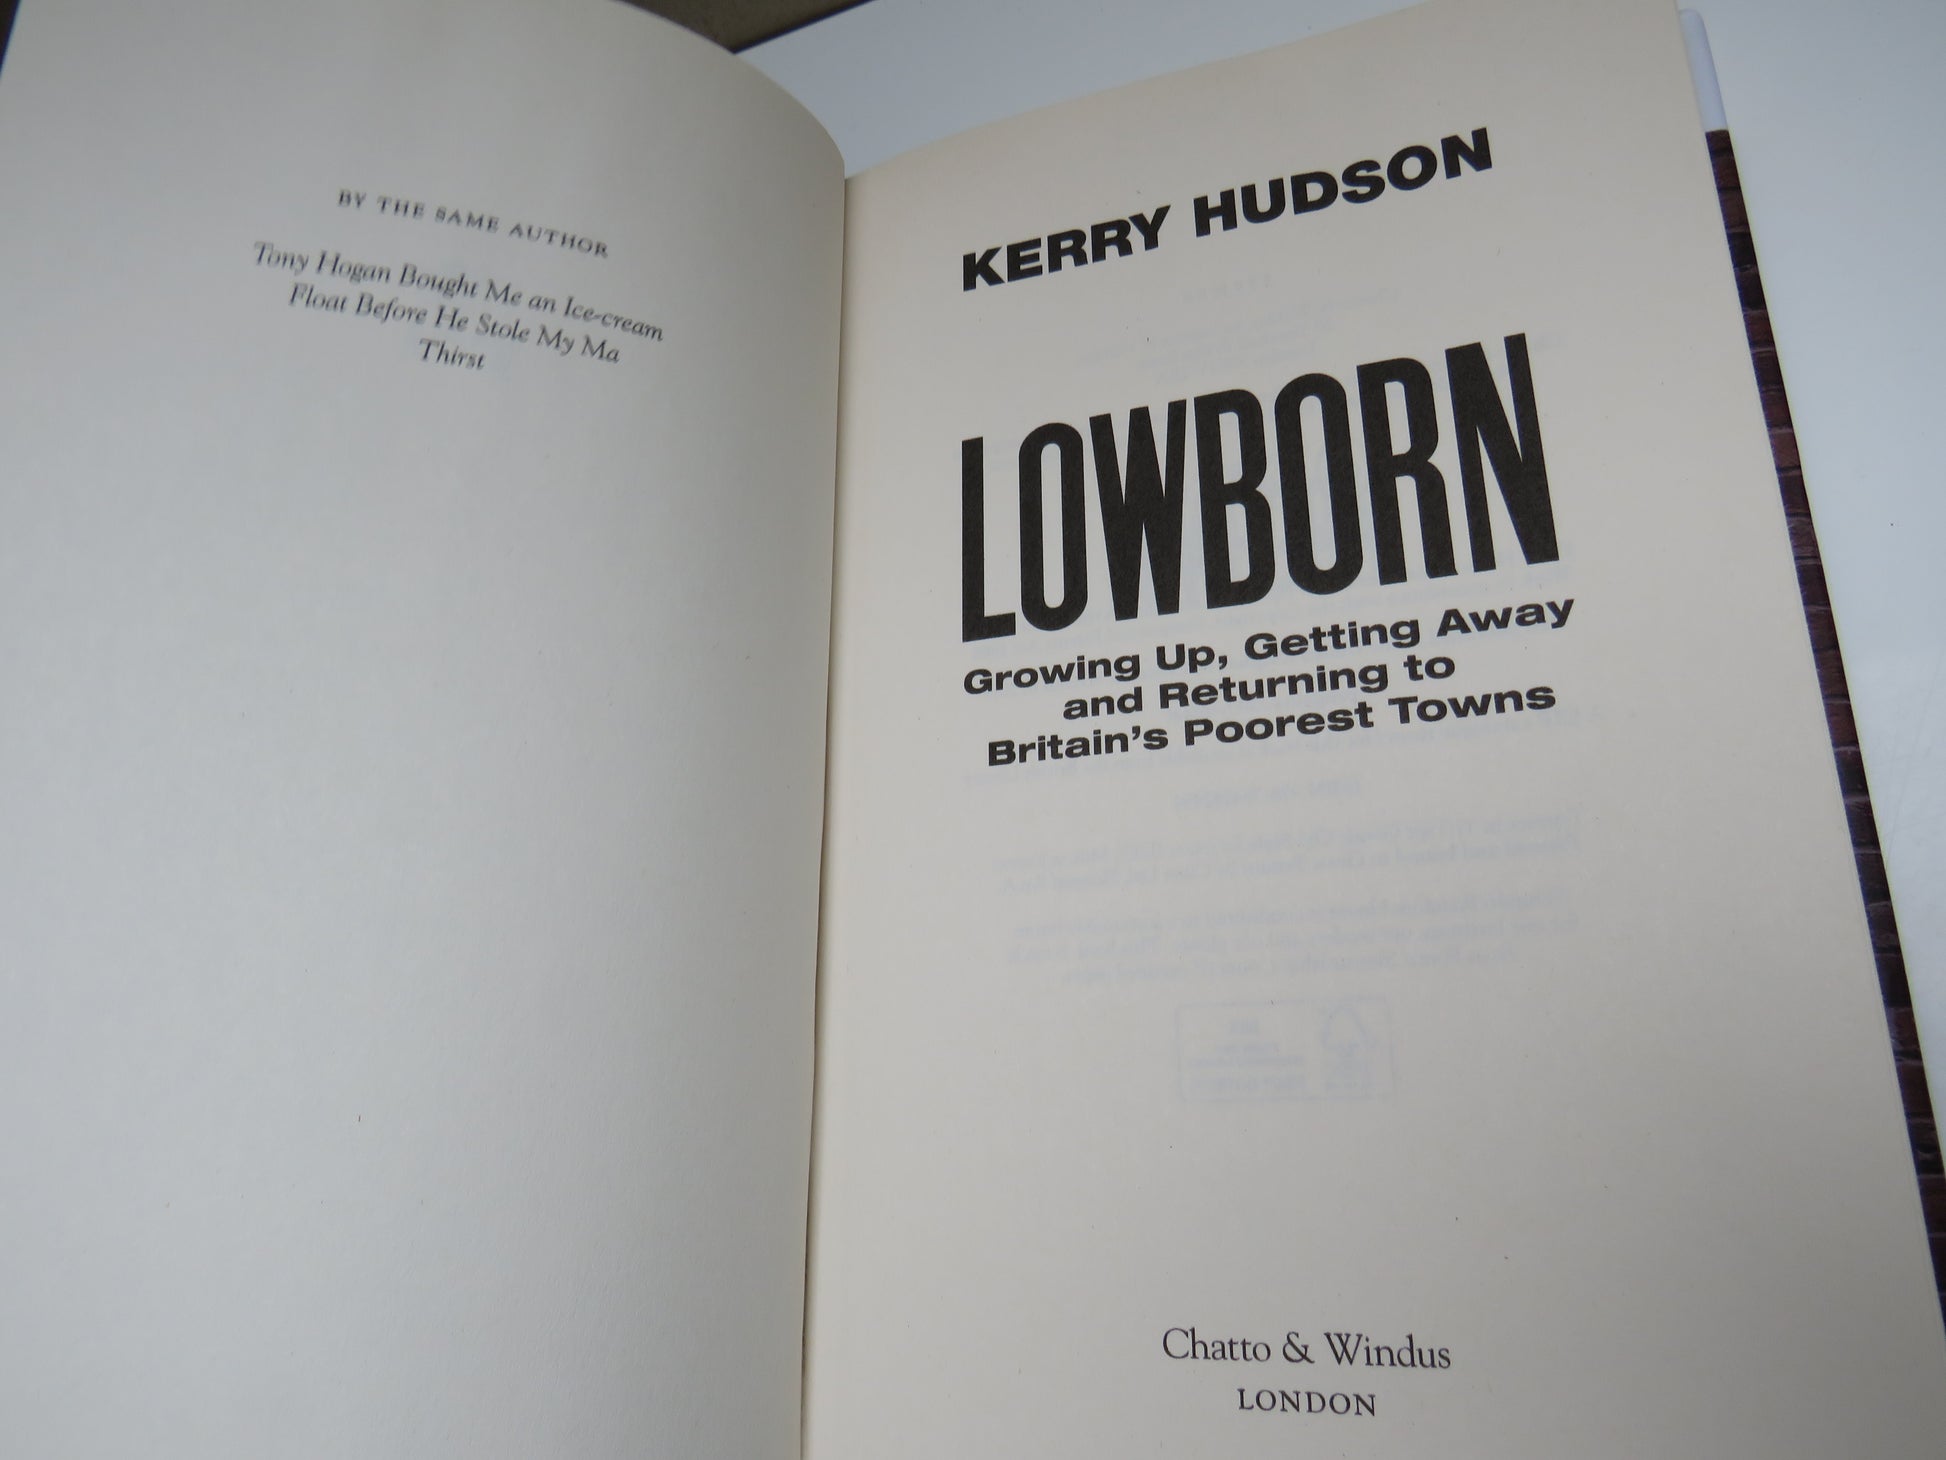 BY THE SAME AUTHOR
Tony Hogan Bought Me an Ice-cream
Float Before He Stole My Ma
Thirst
KERRY HUDSON
LOWBORN
Growing Up, Getting Away
and Returning to
Britain's Poorest Towns
Chatto & Windus
LONDON